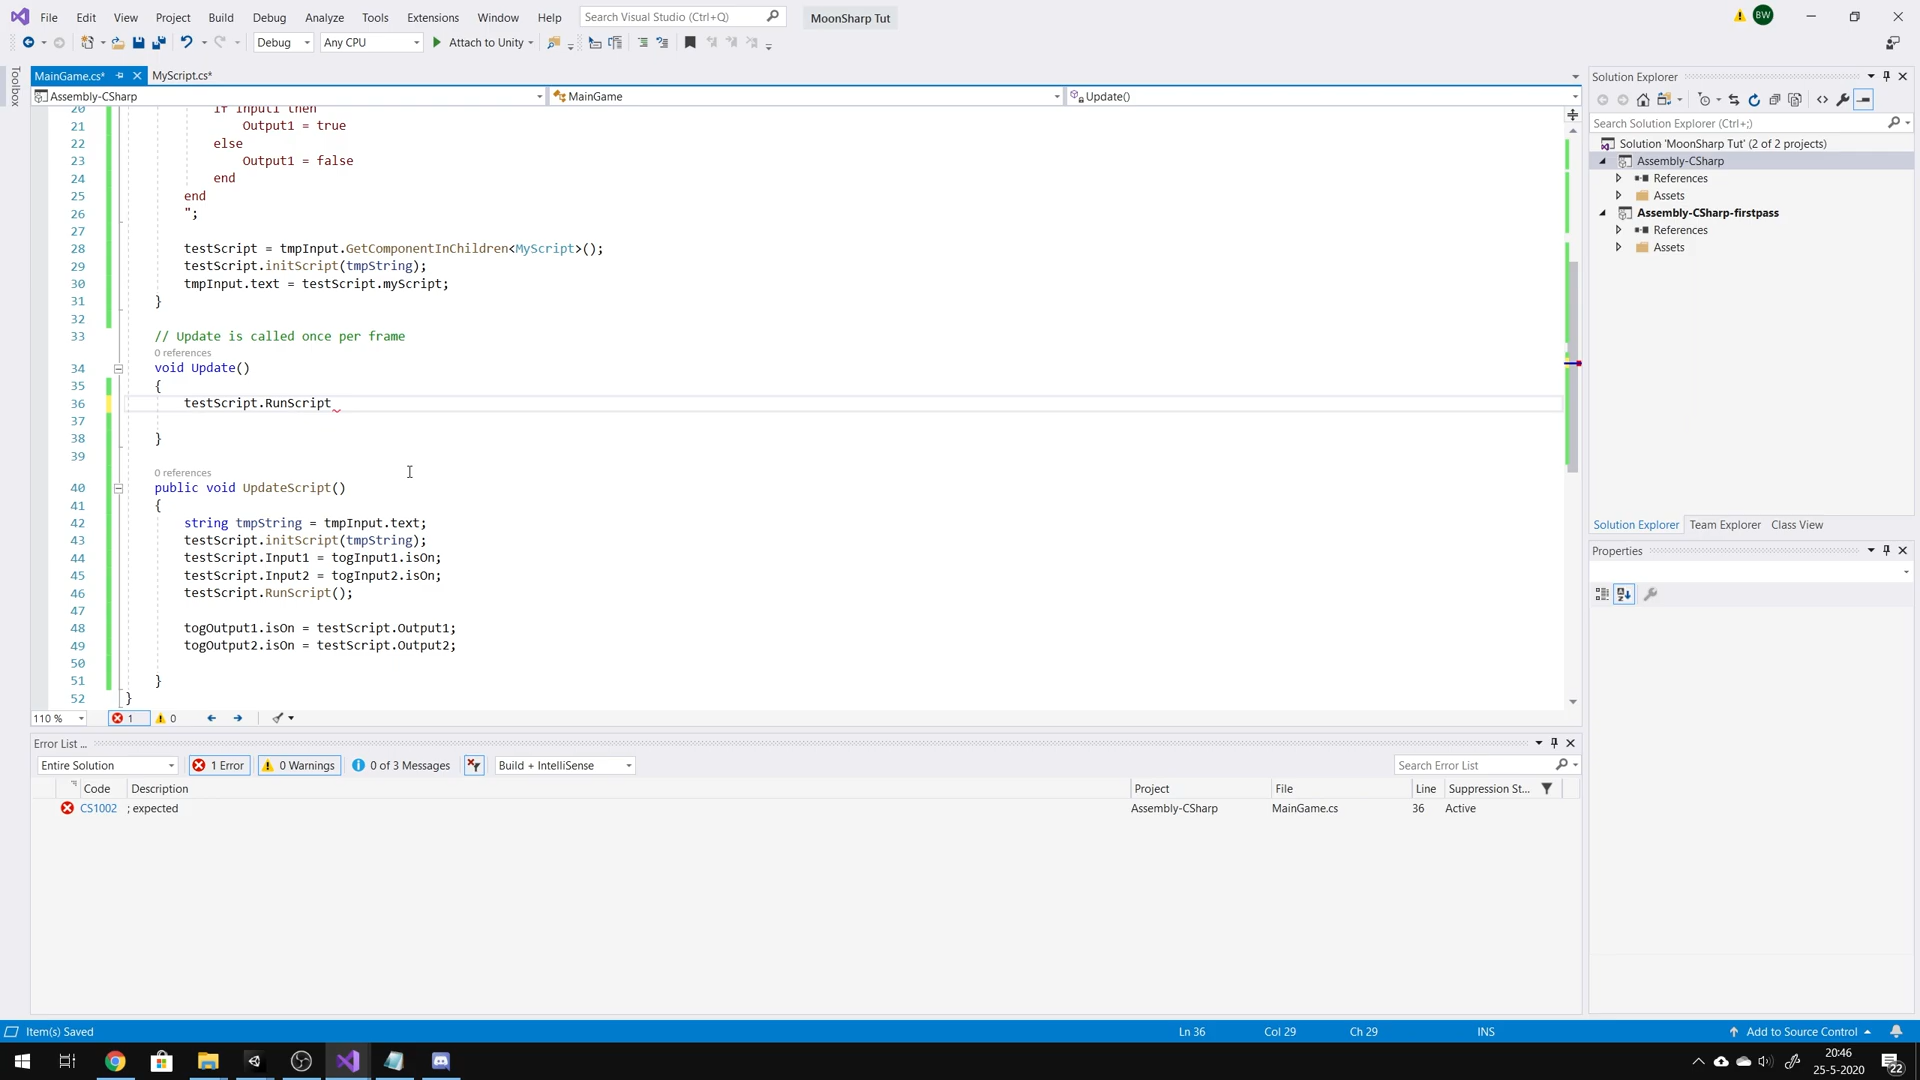 File Edit View Project Build Debug Analyze Tools Extensions Window Help Search Visual Studio (Ctrl+Q) MoonSharp Tut BW
Debug Any CPU Attach to Unity
Toolbox
MainGame.cs* MyScript.cs*
Assembly-CSharp MainGame Update()
20 if Input1 then
21 Output1 = true
22 else
23 Output1 = false
24 end
25 end
26 ";
27
28 testScript = tmpInput.GetComponentInChildren<MyScript>();
29 testScript.initScript(tmpString);
30 tmpInput.text = testScript.myScript;
31 }
32
33 // Update is called once per frame
0 references
34 void Update()
35 {
36 testScript.RunScript
37
38 }
39
0 references
40 public void UpdateScript()
41 {
42 string tmpString = tmpInput.text;
43 testScript.initScript(tmpString);
44 testScript.Input1 = togInput1.isOn;
45 testScript.Input2 = togInput2.isOn;
46 testScript.RunScript();
47
48 togOutput1.isOn = testScript.Output1;
49 togOutput2.isOn = testScript.Output2;
50
51 }
52 }
110 % 1 0
Error List ...
Entire Solution 1 Error 0 Warnings 0 of 3 Messages Build + IntelliSense Search Error List
Code Description Project File Line Suppression St...
CS1002 ; expected Assembly-CSharp MainGame.cs 36 Active
Solution Explorer
Search Solution Explorer (Ctrl+;)
Solution 'MoonSharp Tut' (2 of 2 projects)
Assembly-CSharp
References
Assets
Assembly-CSharp-firstpass
References
Assets
Solution Explorer Team Explorer Class View
Properties
Item(s) Saved Ln 36 Col 29 Ch 29 INS Add to Source Control
20:46
25-5-2020
22